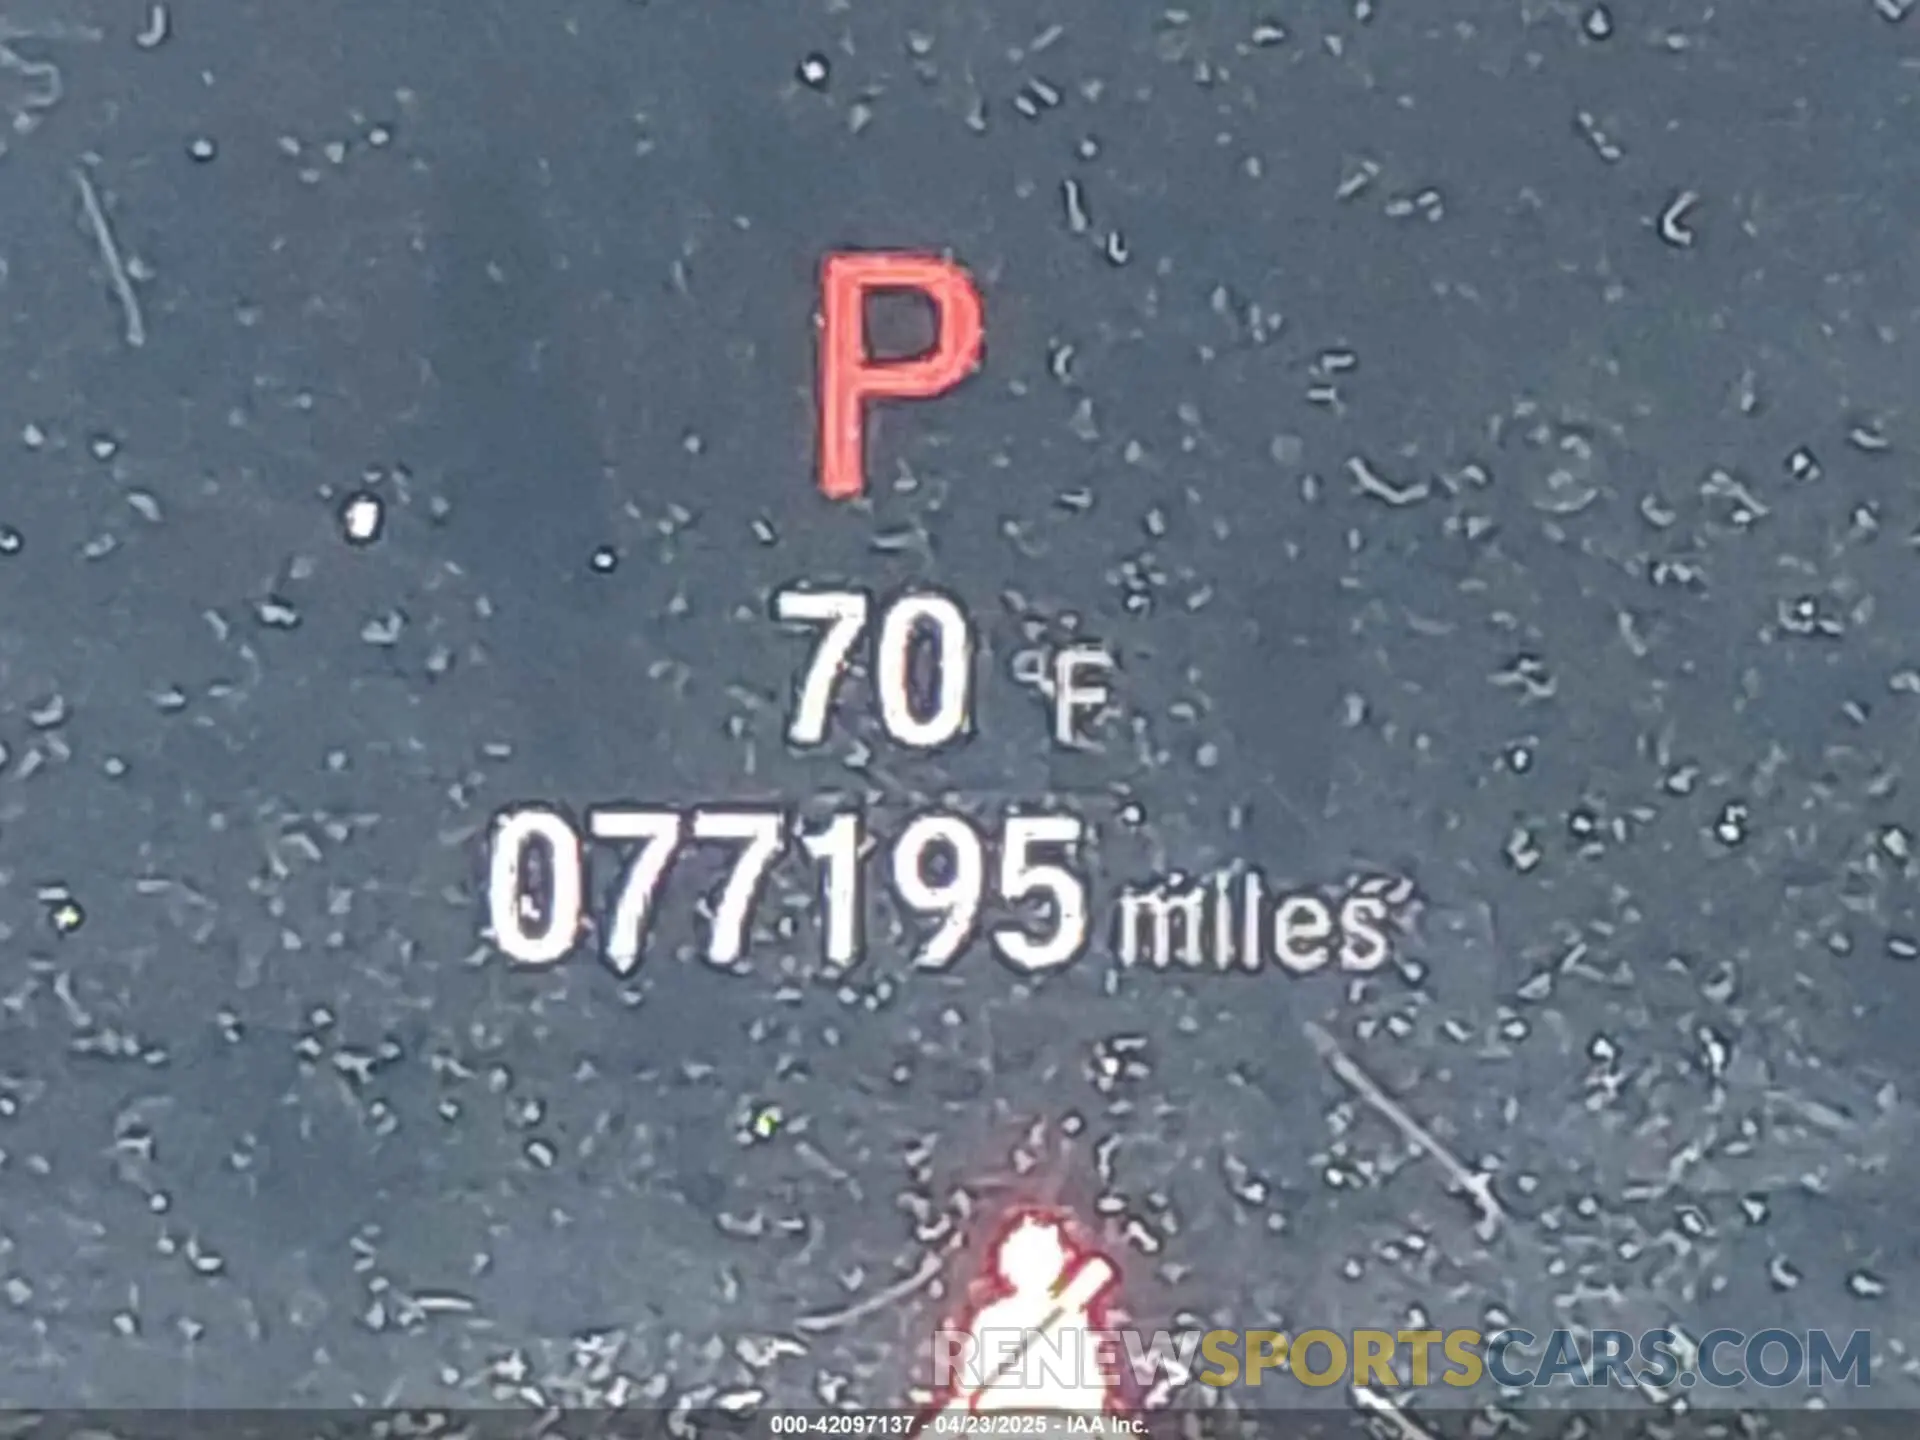 P
70 °F
077195 miles
RENEWSPORTSCARS.COM
000-42097137 - 04/23/2025 - IAA Inc.